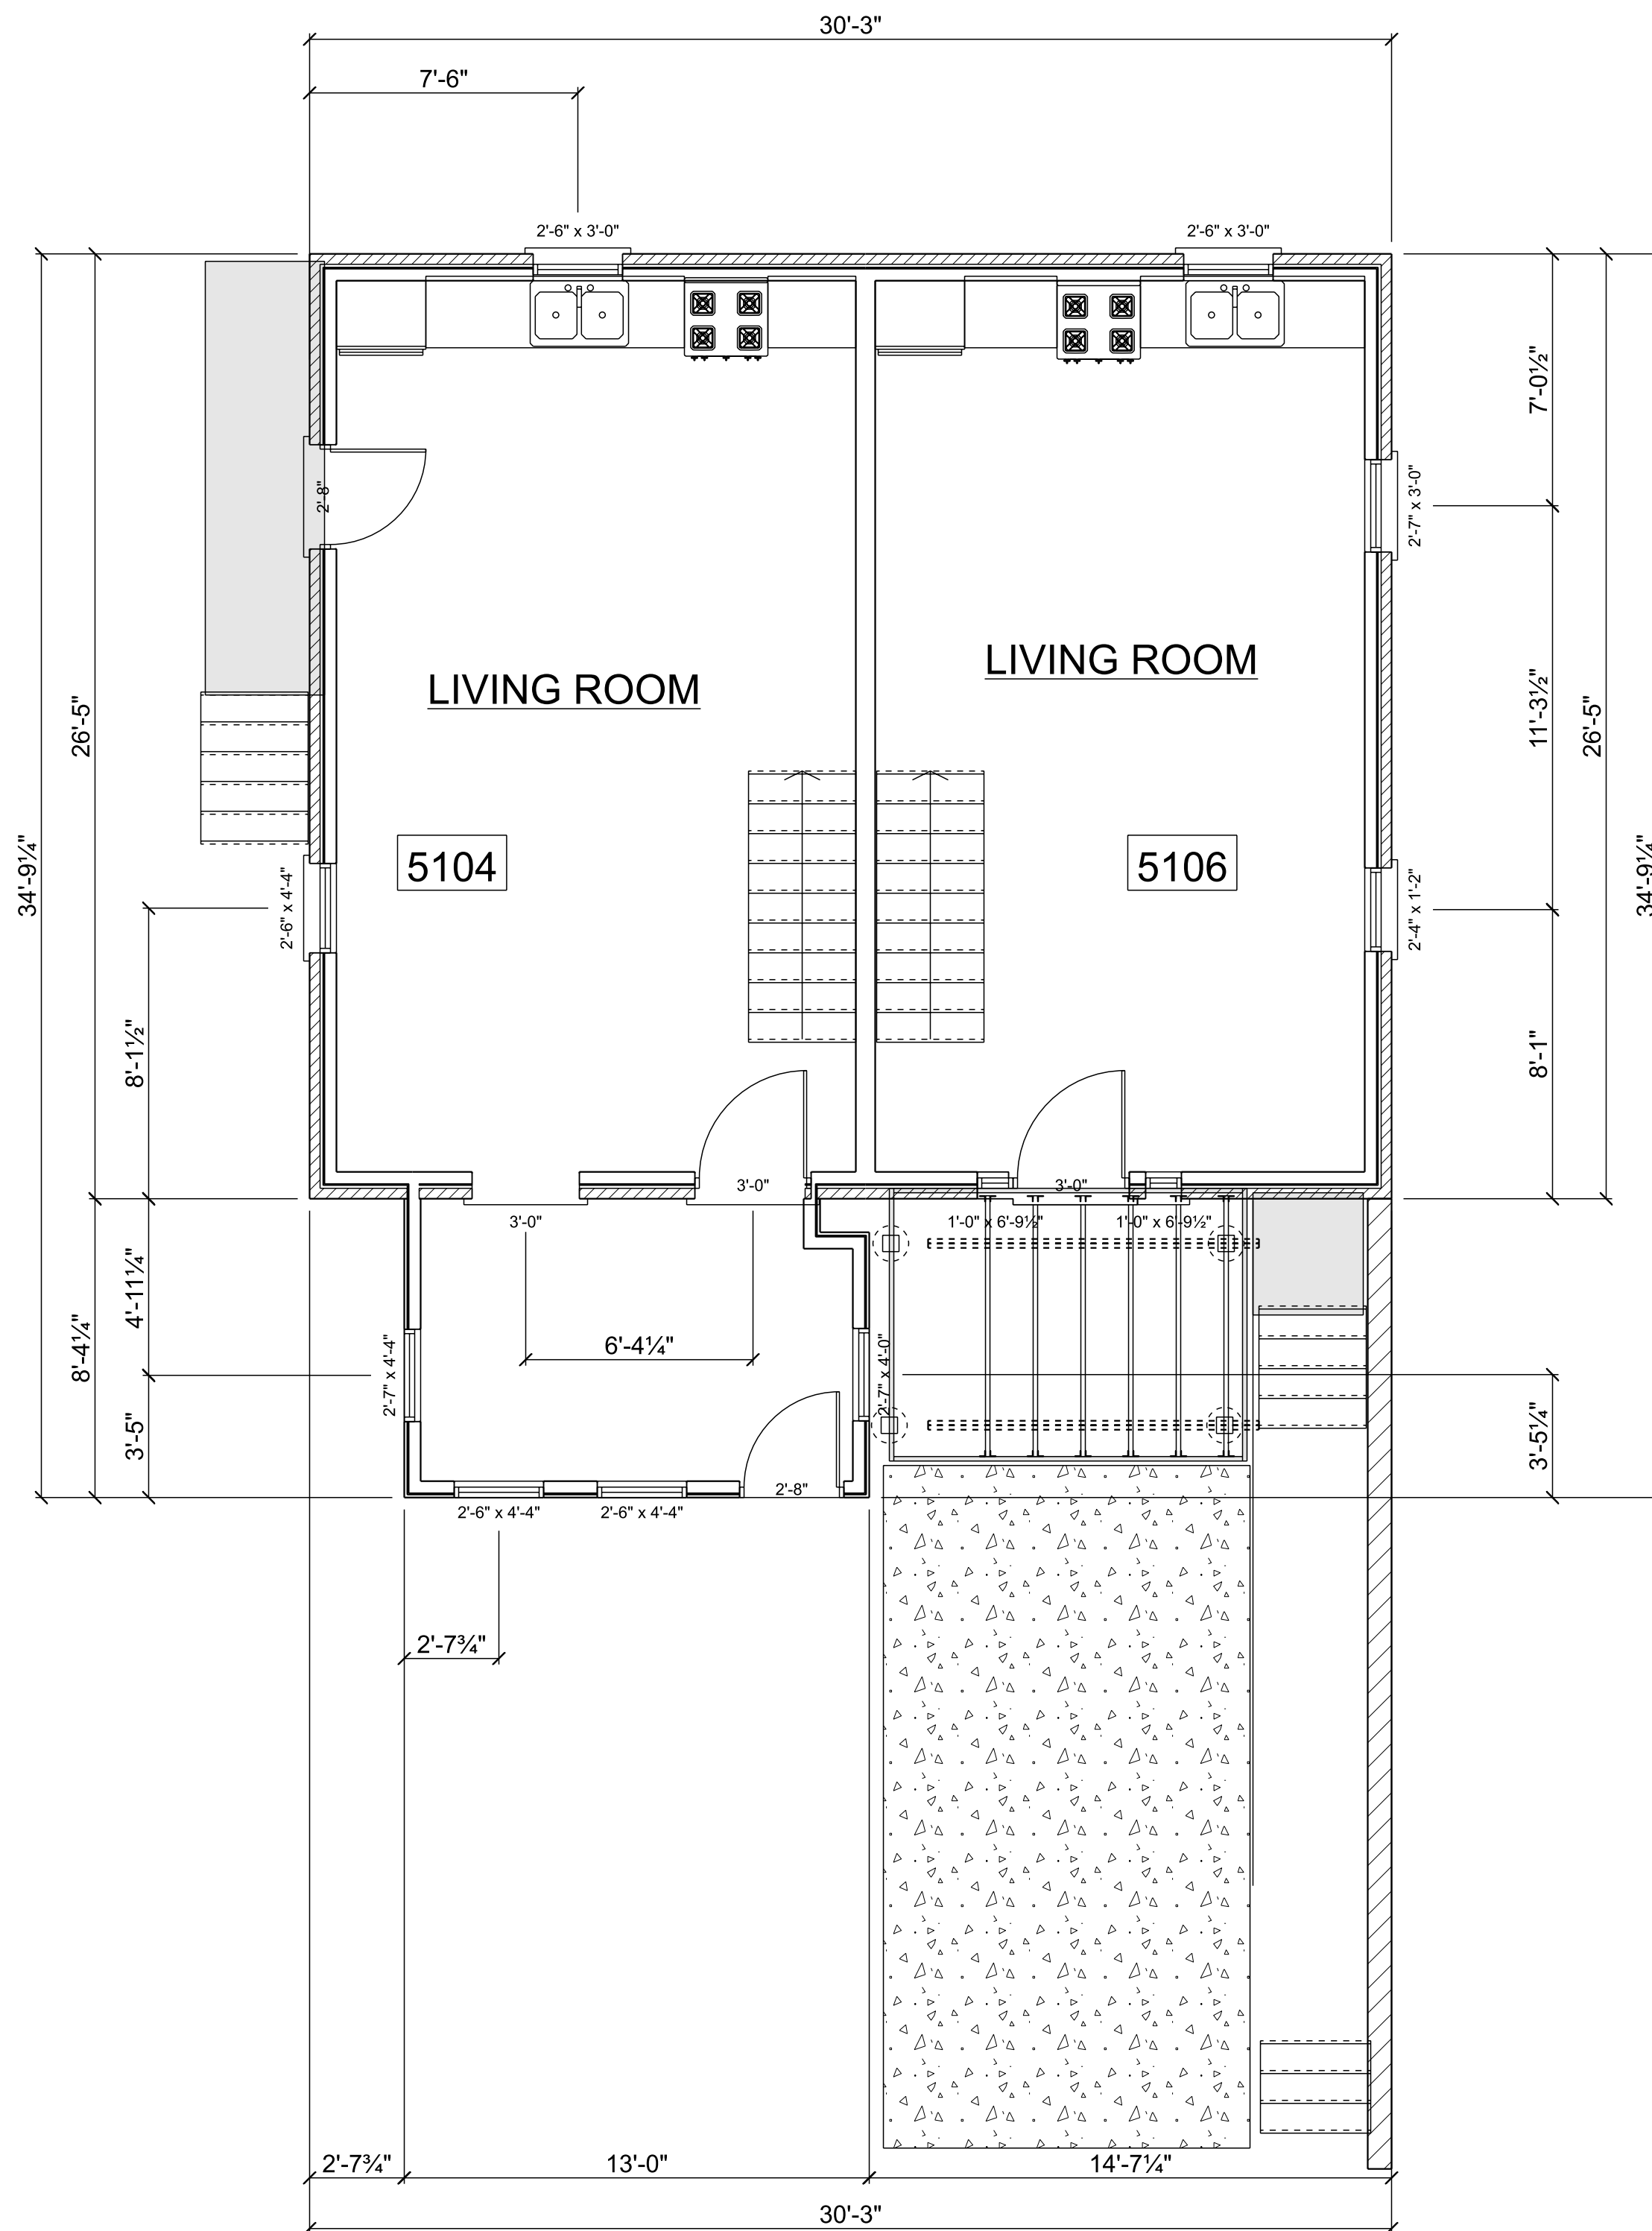 30'-3"
7'-6"
2'-6" x 3'-0"
2'-6" x 3'-0"
7'-0½"
2'-8"
2'-7" x 3'-0"
LIVING ROOM
LIVING ROOM
26'-5"
11'-3½"
26'-5"
34'-9¼"
5104
5106
34'-9¼"
2'-6" x 4'-4"
2'-4" x 1'-2"
8'-1½"
8'-1"
3'-0"
3'-0"
3'-0"
1'-0" x 6'-9½"
1'-0" x 6'-9½"
4'-11¼"
8'-4¼"
6'-4¼"
2'-7" x 4'-4"
2'-7" x 4'-0"
3'-5"
3'-5¼"
2'-8"
2'-6" x 4'-4"
2'-6" x 4'-4"
2'-7¾"
2'-7¾"
13'-0"
14'-7¼"
30'-3"